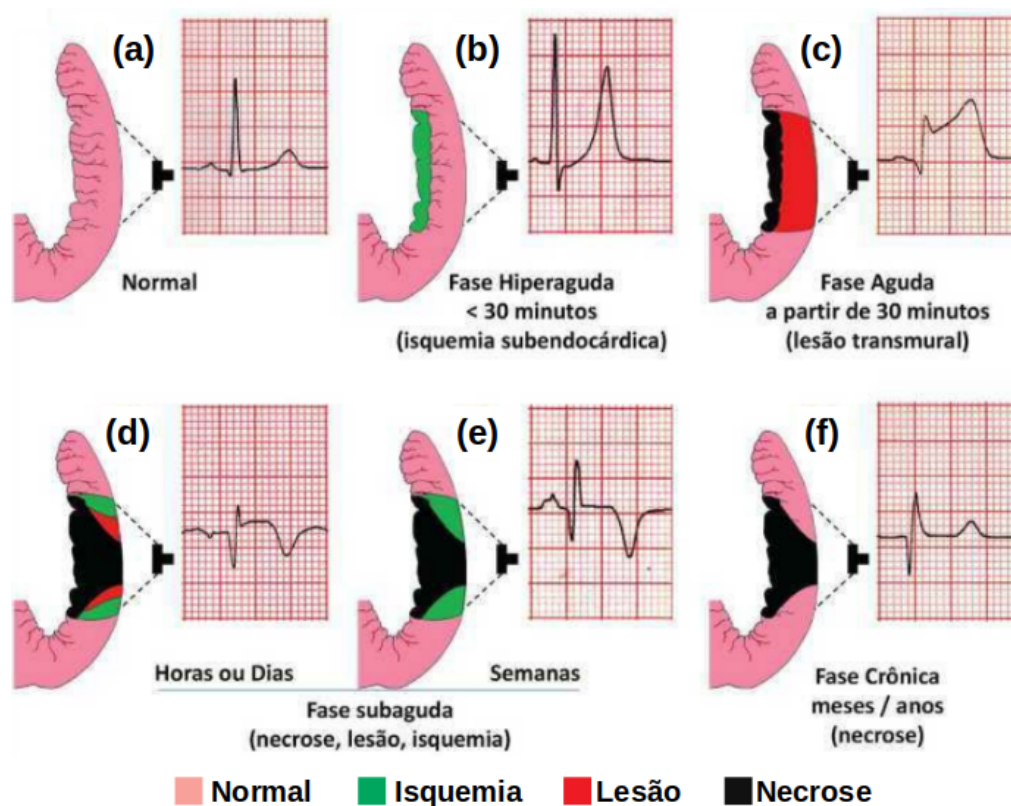 (a)
(b)
(c)
Normal
Fase Hiperaguda
< 30 minutos
(isquemia subendocárdica)
Fase Aguda
a partir de 30 minutos
(lesão transmural)
(d)
(e)
(f)
Horas ou Dias
Semanas
Fase subaguda
(necrose, lesão, isquemia)
Fase Crônica
meses / anos
(necrose)
Normal
Isquemia
Lesão
Necrose